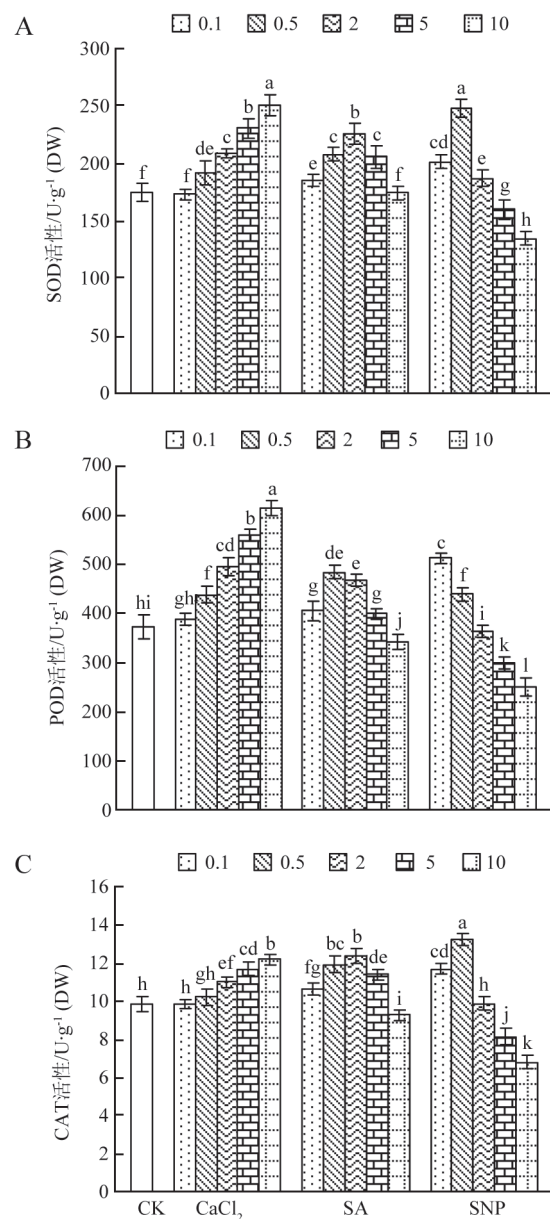 A
0.1 0.5 2 5 10
300
250
200
150
100
50
0
SOD活性/U·g⁻¹ (DW)
f f de c b a e c b c f cd a e g h
B
0.1 0.5 2 5 10
700
600
500
400
300
200
100
0
POD活性/U·g⁻¹ (DW)
hi gh f cd b a g de e g j c f i k l
C
0.1 0.5 2 5 10
16
14
12
10
8
6
4
2
0
CAT活性/U·g⁻¹ (DW)
h h gh ef cd b fg bc b de i cd a h j k
CK CaCl₂ SA SNP